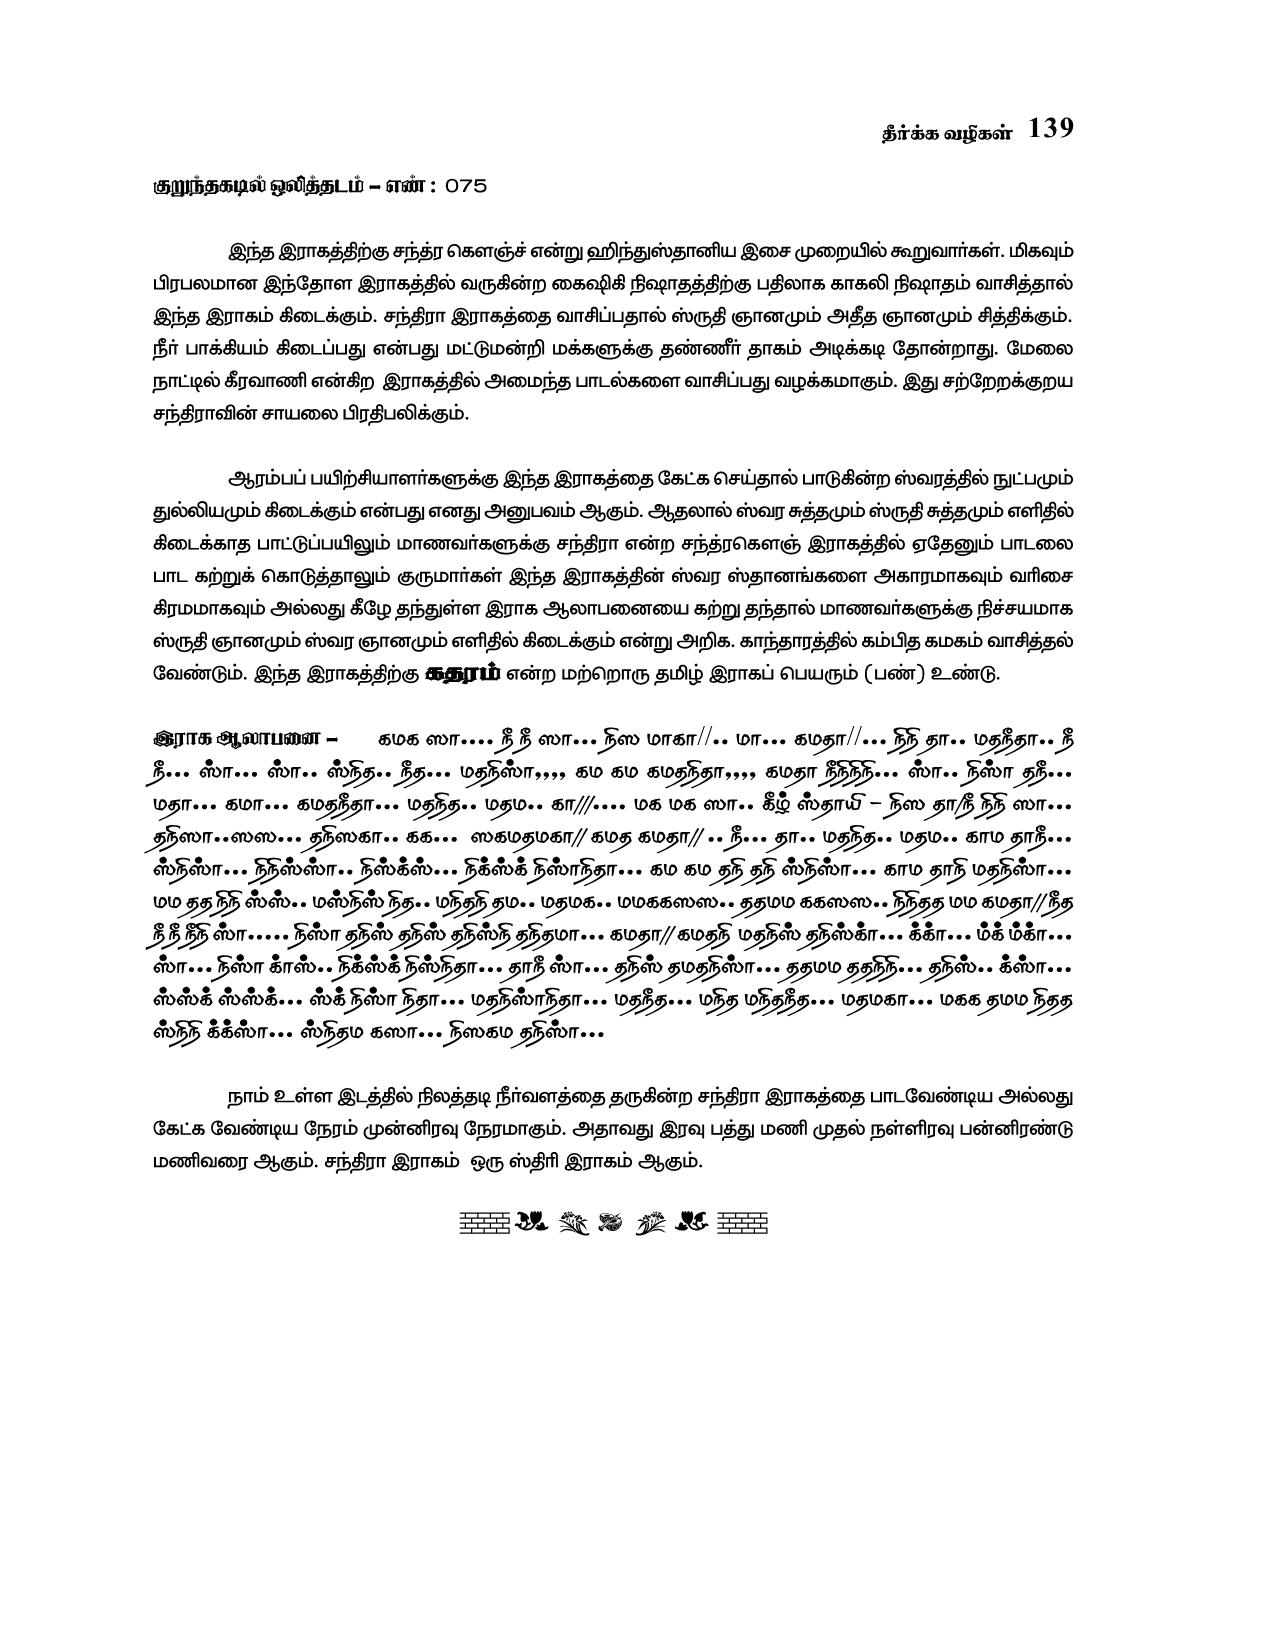 தீர்க்க வழிகள் 139
குறுந்தகடில் ஒலித்தடம் – எண் : 075
இந்த இராகத்திற்கு சந்த்ர கௌஞ்ச் என்று ஹிந்துஸ்தானிய இசை முறையில் கூறுவார்கள். மிகவும்
பிரபலமான இந்தோள இராகத்தில் வருகின்ற கைஷிகி நிஷாதத்திற்கு பதிலாக காகலி நிஷாதம் வாசித்தால்
இந்த இராகம் கிடைக்கும். சந்திரா இராகத்தை வாசிப்பதால் ஸ்ருதி ஞானமும் அதீத ஞானமும் சித்திக்கும்.
நீர் பாக்கியம் கிடைப்பது என்பது மட்டுமன்றி மக்களுக்கு தண்ணீர் தாகம் அடிக்கடி தோன்றாது. மேலை
நாட்டில் கீரவாணி என்கிற இராகத்தில் அமைந்த பாடல்களை வாசிப்பது வழக்கமாகும். இது சற்றேறக்குறய
சந்திராவின் சாயலை பிரதிபலிக்கும்.
ஆரம்பப் பயிற்சியாளர்களுக்கு இந்த இராகத்தை கேட்க செய்தால் பாடுகின்ற ஸ்வரத்தில் நுட்பமும்
துல்லியமும் கிடைக்கும் என்பது எனது அனுபவம் ஆகும். ஆதலால் ஸ்வர சுத்தமும் ஸ்ருதி சுத்தமும் எளிதில்
கிடைக்காத பாட்டுப்பயிலும் மாணவர்களுக்கு சந்திரா என்ற சந்த்ரகௌஞ் இராகத்தில் ஏதேனும் பாடலை
பாட கற்றுக் கொடுத்தாலும் குருமார்கள் இந்த இராகத்தின் ஸ்வர ஸ்தானங்களை அகாரமாகவும் வரிசை
கிரமமாகவும் அல்லது கீழே தந்துள்ள இராக ஆலாபனையை கற்று தந்தால் மாணவர்களுக்கு நிச்சயமாக
ஸ்ருதி ஞானமும் ஸ்வர ஞானமும் எளிதில் கிடைக்கும் என்று அறிக. காந்தாரத்தில் கம்பித கமகம் வாசித்தல்
வேண்டும். இந்த இராகத்திற்கு கதரம் என்ற மற்றொரு தமிழ் இராகப் பெயரும் (பண்) உண்டு.
இராக ஆலாபனை – கமக ஸா.... நீ நீ ஸா... நிஸ மாகா//.. மா... கமதா//... நிநி தா.. மதநீதா.. நீ
நீ... ஸ்ா... ஸ்ா.. ஸ்நித.. நீத... மதநிஸ்ா,,,, கம கம கமதநிதா,,,, கமதா நீநிநிநி... ஸ்ா.. நிஸ்ா தநீ...
மதா... கமா... கமதநீதா... மதநித.. மதம.. கா///.... மக மக ஸா.. கீழ் ஸ்தாயி – நிஸ தா/நீ நிநி ஸா...
தநிஸா..ஸஸ... தநிஸகா.. கக... ஸகமதமகா// கமத கமதா// .. நீ... தா.. மதநித.. மதம.. காம தாநீ...
ஸ்நிஸ்ா... நிநிஸ்ஸ்ா.. நிஸ்க்ஸ்... நிக்ஸ்க் நிஸ்ாநிதா... கம கம தநி தநி ஸ்நிஸ்ா... காம தாநி மதநிஸ்ா...
மம தத நிநி ஸ்ஸ்.. மஸ்நிஸ் நித.. மநிதநி தம.. மதமக.. மமககஸஸ.. ததமம ககஸஸ.. நிநிதத மம கமதா//நீத
நீ நீ நீநி ஸ்ா..... நிஸ்ா தநிஸ் தநிஸ் தநிஸ்நி தநிதமா... கமதா//கமதநி மதநிஸ் தநிஸ்க்ா... க்க்ா... ம்க் ம்க்ா...
ஸ்ா... நிஸ்ா க்ாஸ்.. நிக்ஸ்க் நிஸ்நிதா... தாநீ ஸ்ா... தநிஸ் தமதநிஸ்ா... ததமம ததநிநி... தநிஸ்.. க்ஸ்ா...
ஸ்ஸ்க் ஸ்ஸ்க்... ஸ்க் நிஸ்ா நிதா... மதநிஸ்ாநிதா... மதநீத... மநித மநிதநீத... மதமகா... மகக தமம நிதத
ஸ்நிநி க்க்ஸ்ா... ஸ்நிதம கஸா... நிஸகம தநிஸ்ா...
நாம் உள்ள இடத்தில் நிலத்தடி நீர்வளத்தை தருகின்ற சந்திரா இராகத்தை பாடவேண்டிய அல்லது
கேட்க வேண்டிய நேரம் முன்னிரவு நேரமாகும். அதாவது இரவு பத்து மணி முதல் நள்ளிரவு பன்னிரண்டு
மணிவரை ஆகும். சந்திரா இராகம் ஒரு ஸ்திரி இராகம் ஆகும்.